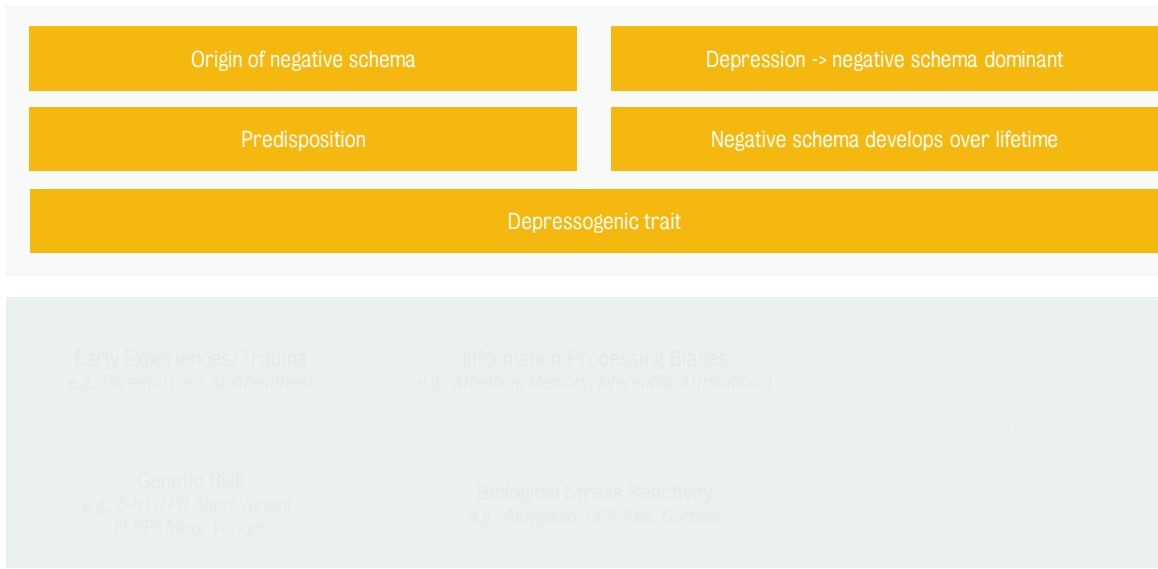 Origin of negative schema
Depression -> negative schema dominant
Predisposition
Negative schema develops over lifetime
Depressogenic trait
Early Experiences/Trauma
e.g., Parental Loss, Maltreatment
Information Processing Biases
e.g., Attention, Memory, Inferential/Attributional
Genetic Risk
e.g., 5-HTTLPR Short Variant,
FKBP5 Minor Variant
Biological Stress Reactivity
e.g., Amygdala, HPA Axis, Cortisol